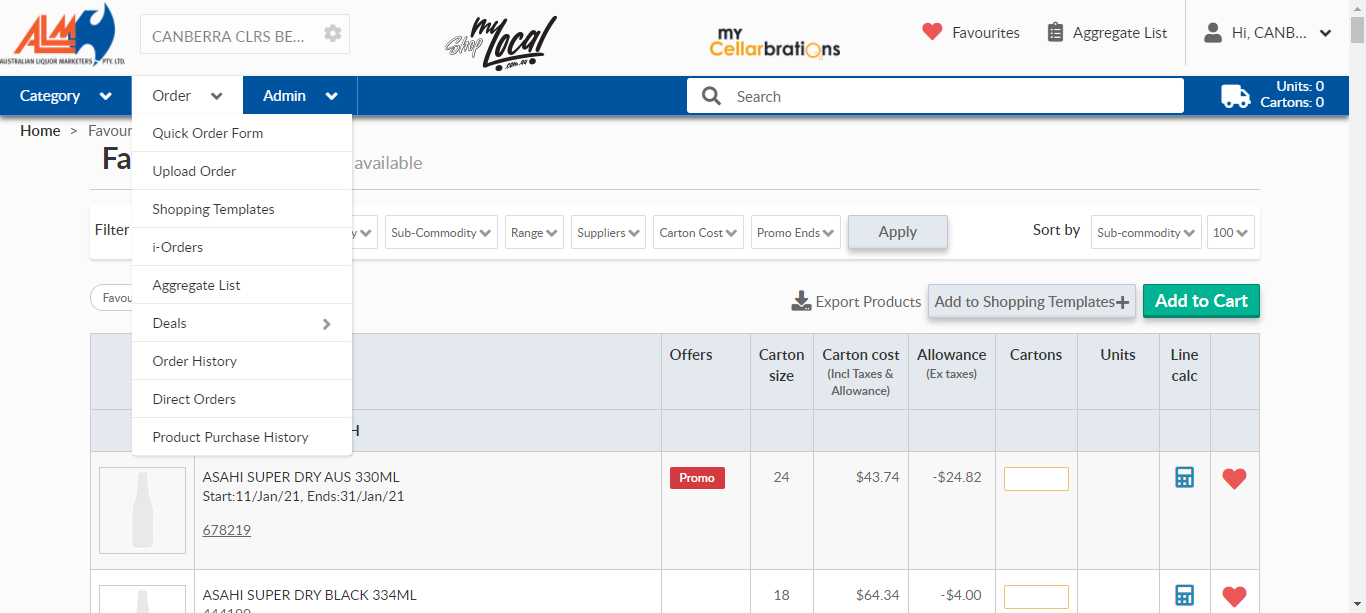 ALM
AUSTRALIAN LIQUOR MARKETERS PTY. LTD.
CANBERRA CLRS BE...
my
Shop Local
.com.au
my
Cellarbrations
Favourites
Aggregate List
Hi, CANB...
Category
Order
Admin
Search
Units: 0
Cartons: 0
Home > Favour
Quick Order Form
Upload Order
Shopping Templates
i-Orders
Aggregate List
Deals
Order History
Direct Orders
Product Purchase History
Fa
available
Filter
y
Sub-Commodity
Range
Suppliers
Carton Cost
Promo Ends
Apply
Sort by
Sub-commodity
100
Favou
Export Products
Add to Shopping Templates+
Add to Cart
Offers
Carton size
Carton cost
(Incl Taxes & Allowance)
Allowance
(Ex taxes)
Cartons
Units
Line calc
H
ASAHI SUPER DRY AUS 330ML
Start:11/Jan/21, Ends:31/Jan/21
678219
Promo
24
$43.74
-$24.82
ASAHI SUPER DRY BLACK 334ML
18
$64.34
-$4.00